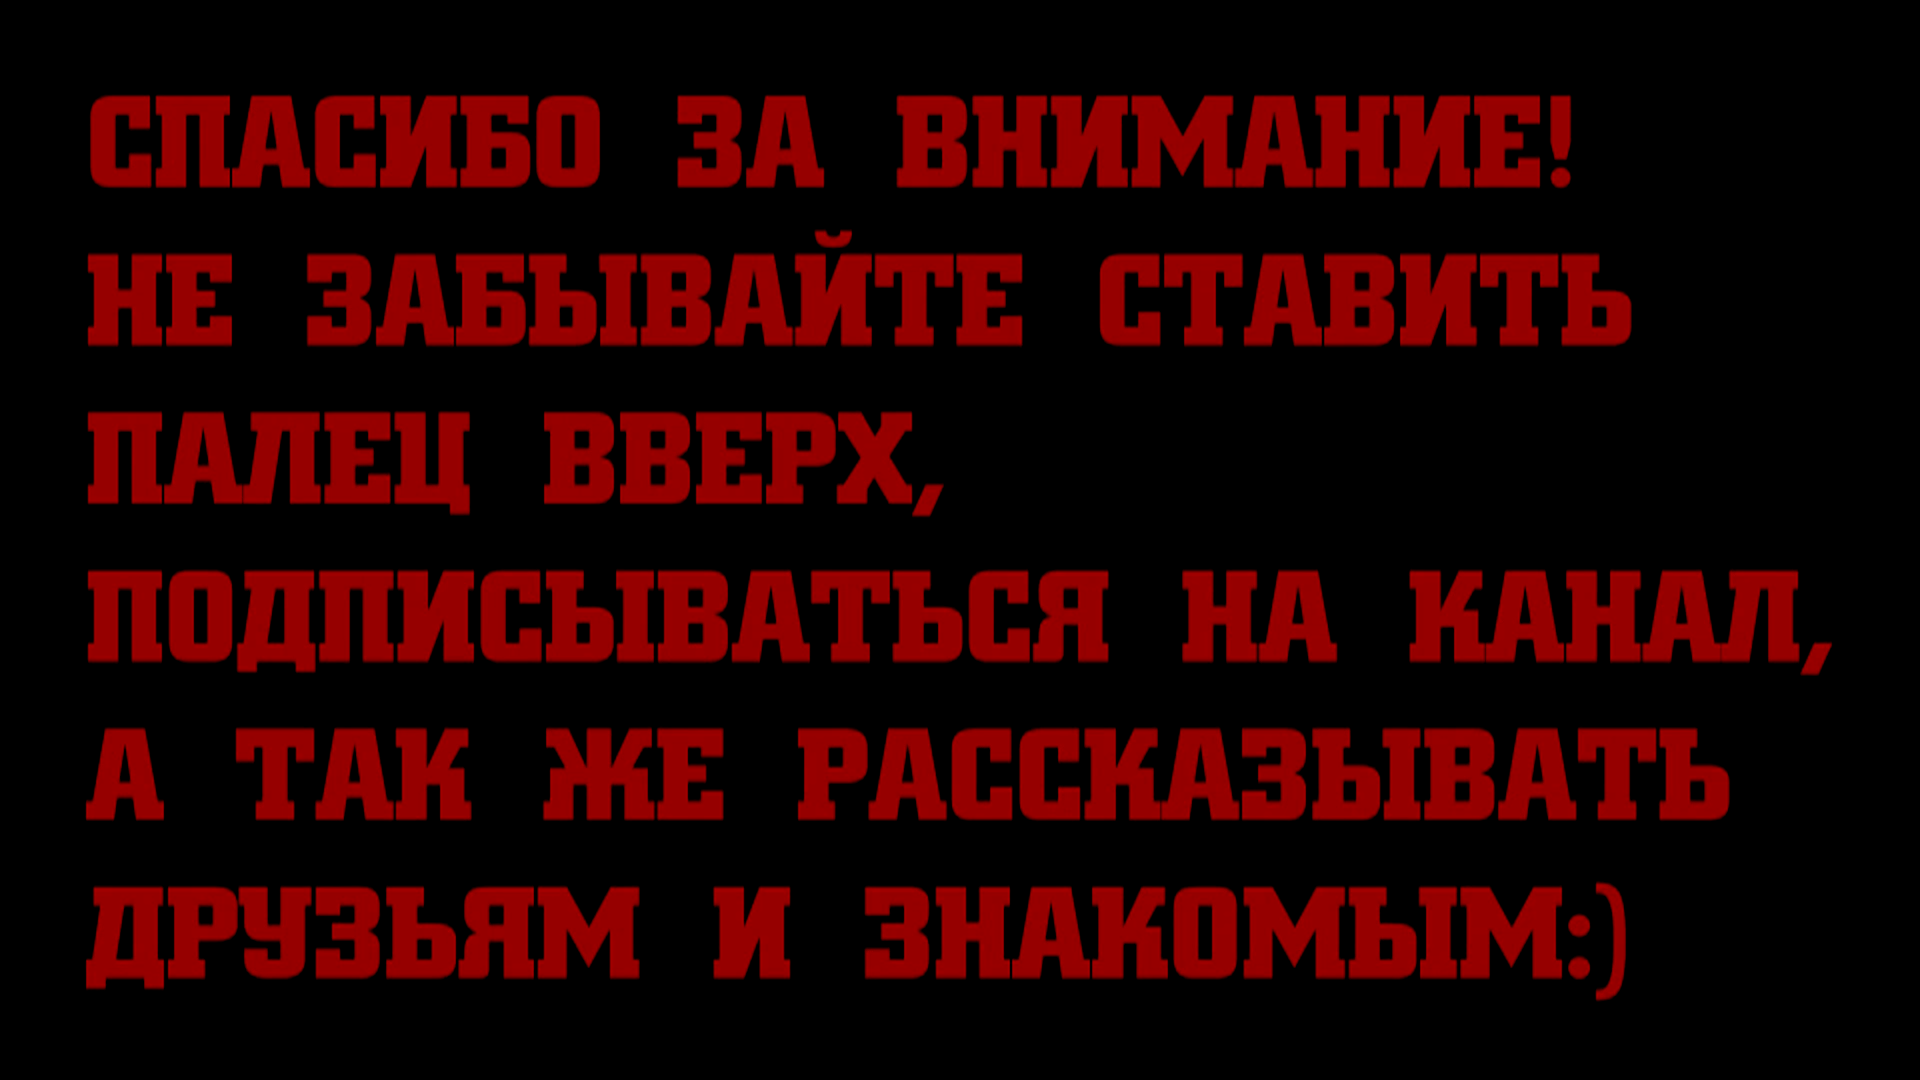 СПАСИБО ЗА ВНИМАНИЕ!
НЕ ЗАБЫВАЙТЕ СТАВИТЬ
ПАЛЕЦ ВВЕРХ,
ПОДПИСЫВАТЬСЯ НА КАНАЛ,
А ТАК ЖЕ РАССКАЗЫВАТЬ
ДРУЗЬЯМ И ЗНАКОМЫМ:)